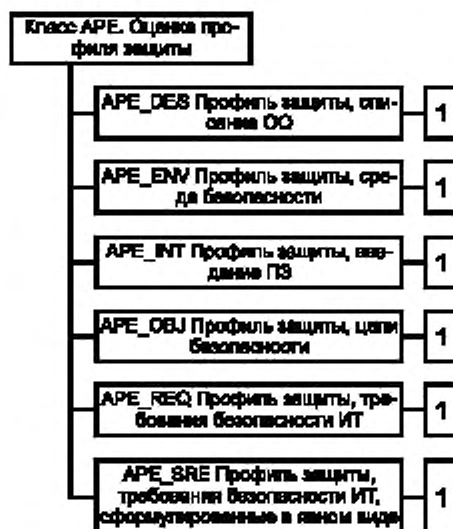 Класс APE. Оценка про-
филя защиты
APE_DES Профиль защиты, опи-
сание ОО
1
APE_ENV Профиль защиты, сре-
да безопасности
1
APE_INT Профиль защиты, вве-
дение ПЗ
1
APE_OBJ Профиль защиты, цели
безопасности
1
APE_REQ Профиль защиты, тре-
бования безопасности ИТ
1
APE_SRE Профиль защиты,
требования безопасности ИТ,
сформулированные в явном виде
1